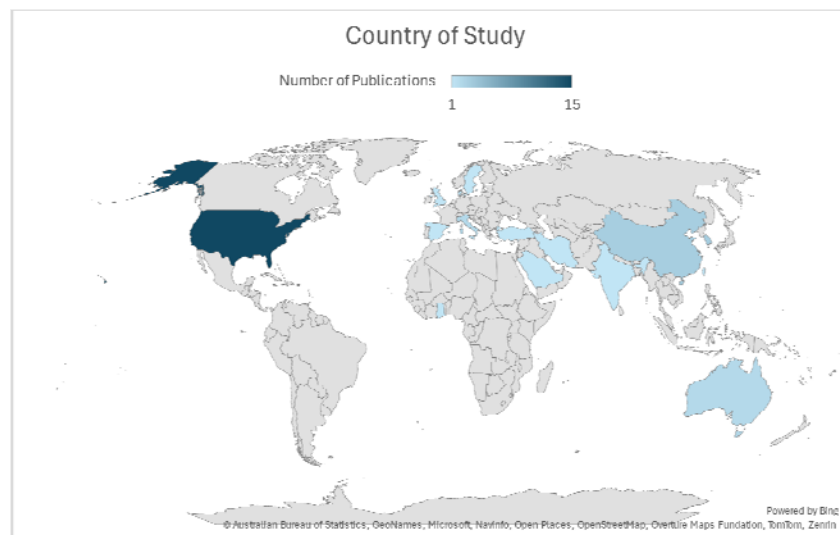 Country of Study
Number of Publications
1 15
Powered by Bing
© Australian Bureau of Statistics, GeoNames, Microsoft, Navinfo, Open Places, OpenStreetMap, Overture Maps Fundation, TomTom, Zenrin